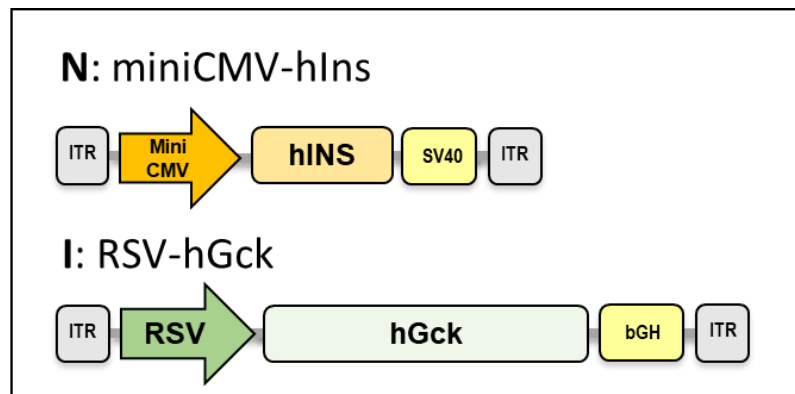 N: miniCMV-hIns
ITR Mini CMV hINS SV40 ITR
I: RSV-hGck
ITR RSV hGck bGH ITR